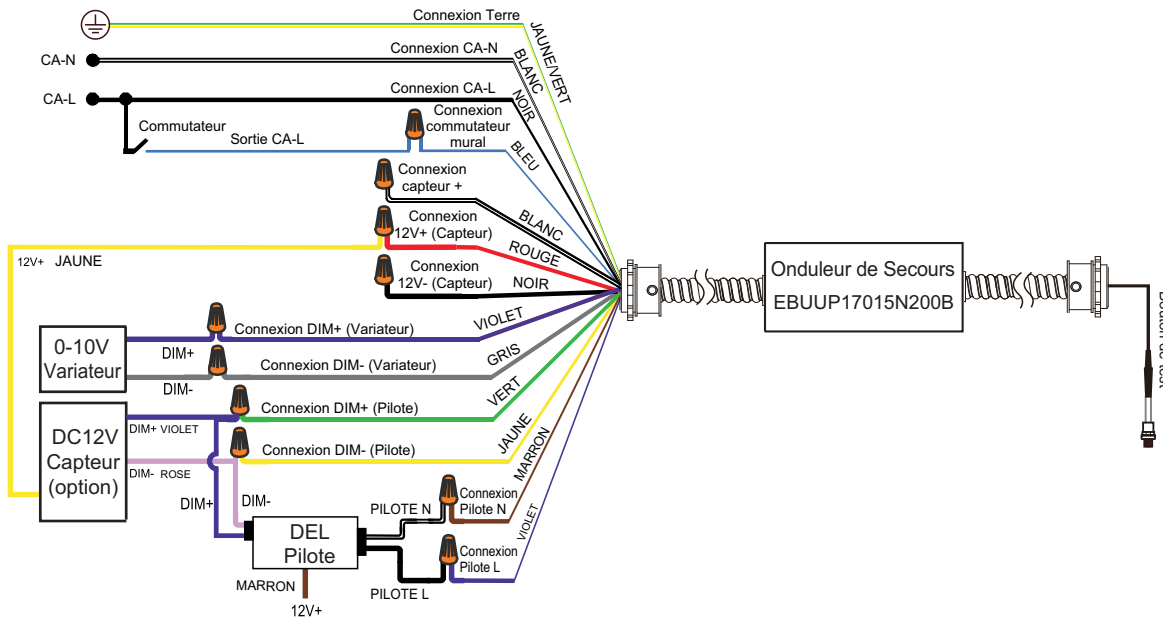 Connexion Terre
JAUNE/VERT
CA-N
Connexion CA-N
BLANC
CA-L
Connexion CA-L
NOIR
Commutateur
Sortie CA-L
Connexion
commutateur
mural
BLEU
Connexion
capteur +
BLANC
12V+ JAUNE
Connexion
12V+ (Capteur)
ROUGE
Connexion
12V- (Capteur)
NOIR
Onduleur de Secours
EBUUP17015N200B
Bouton de test
0-10V
Variateur
DIM+
Connexion DIM+ (Variateur)
VIOLET
DIM-
Connexion DIM- (Variateur)
GRIS
DC12V
Capteur
(option)
DIM+ VIOLET
Connexion DIM+ (Pilote)
VERT
DIM- ROSE
Connexion DIM- (Pilote)
JAUNE
DIM+
DIM-
DEL
Pilote
PILOTE N
Connexion
Pilote N
MARRON
PILOTE L
Connexion
Pilote L
VIOLET
MARRON
12V+